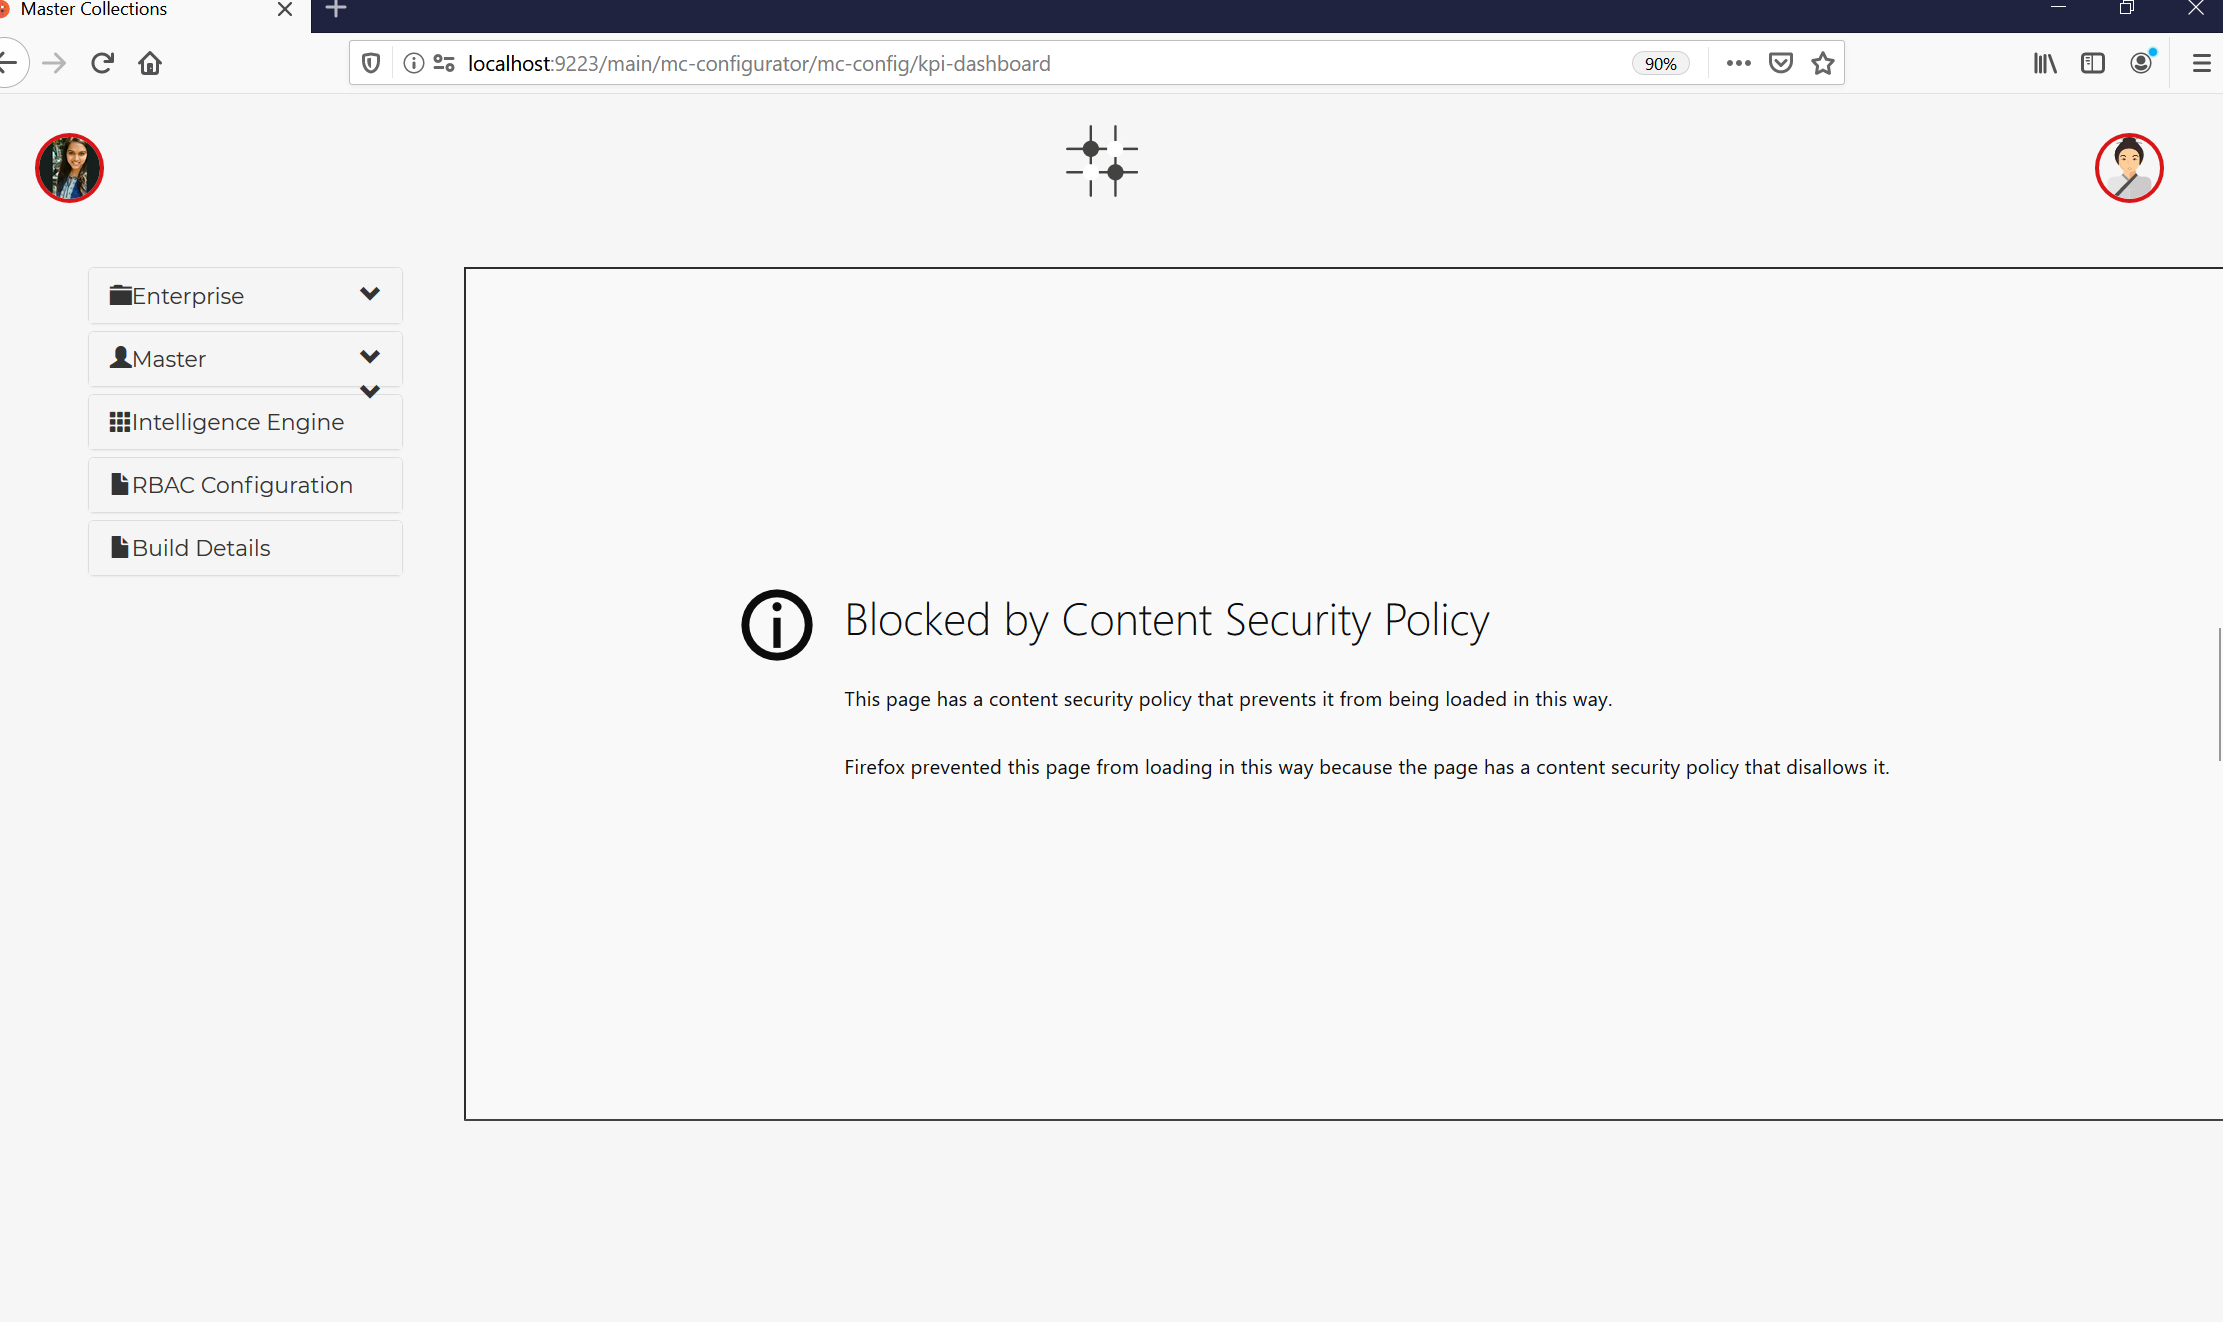 Master Collections
localhost:9223/main/mc-configurator/mc-config/kpi-dashboard
90%
Enterprise
Master
Intelligence Engine
RBAC Configuration
Build Details
Blocked by Content Security Policy
This page has a content security policy that prevents it from being loaded in this way.
Firefox prevented this page from loading in this way because the page has a content security policy that disallows it.